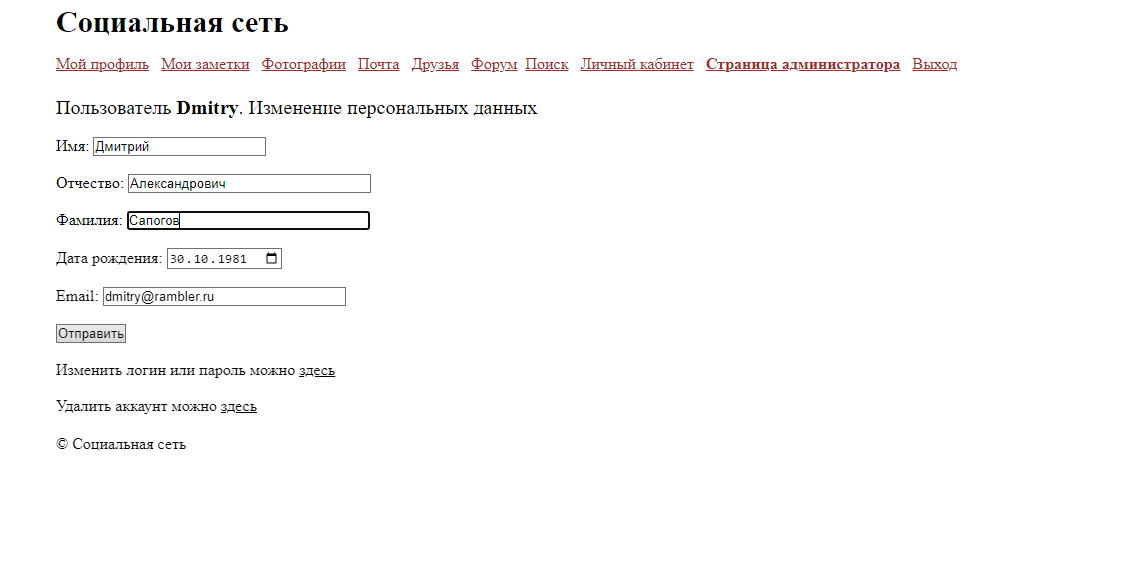 Социальная сеть
Мой профиль Мои заметки Фотографии Почта Друзья Форум Поиск Личный кабинет Страница администратора Выход
Пользователь Dmitry. Изменение персональных данных
Имя: Дмитрий
Отчество: Александрович
Фамилия: Сапогов
Дата рождения: 30.10.1981
Email: dmitry@rambler.ru
Отправить
Изменить логин или пароль можно здесь
Удалить аккаунт можно здесь
© Социальная сеть